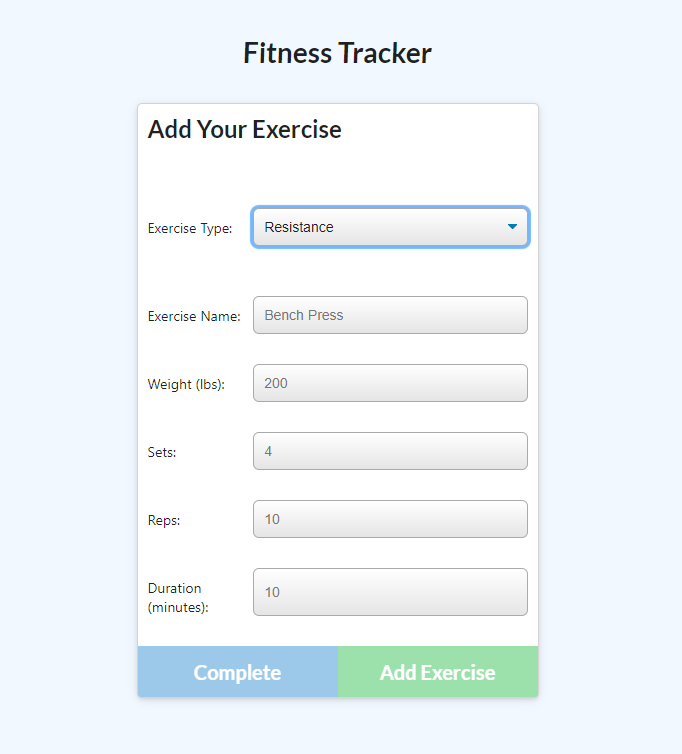 Fitness Tracker
Add Your Exercise
Exercise Type: Resistance
Exercise Name: Bench Press
Weight (lbs): 200
Sets: 4
Reps: 10
Duration
(minutes): 10
Complete Add Exercise